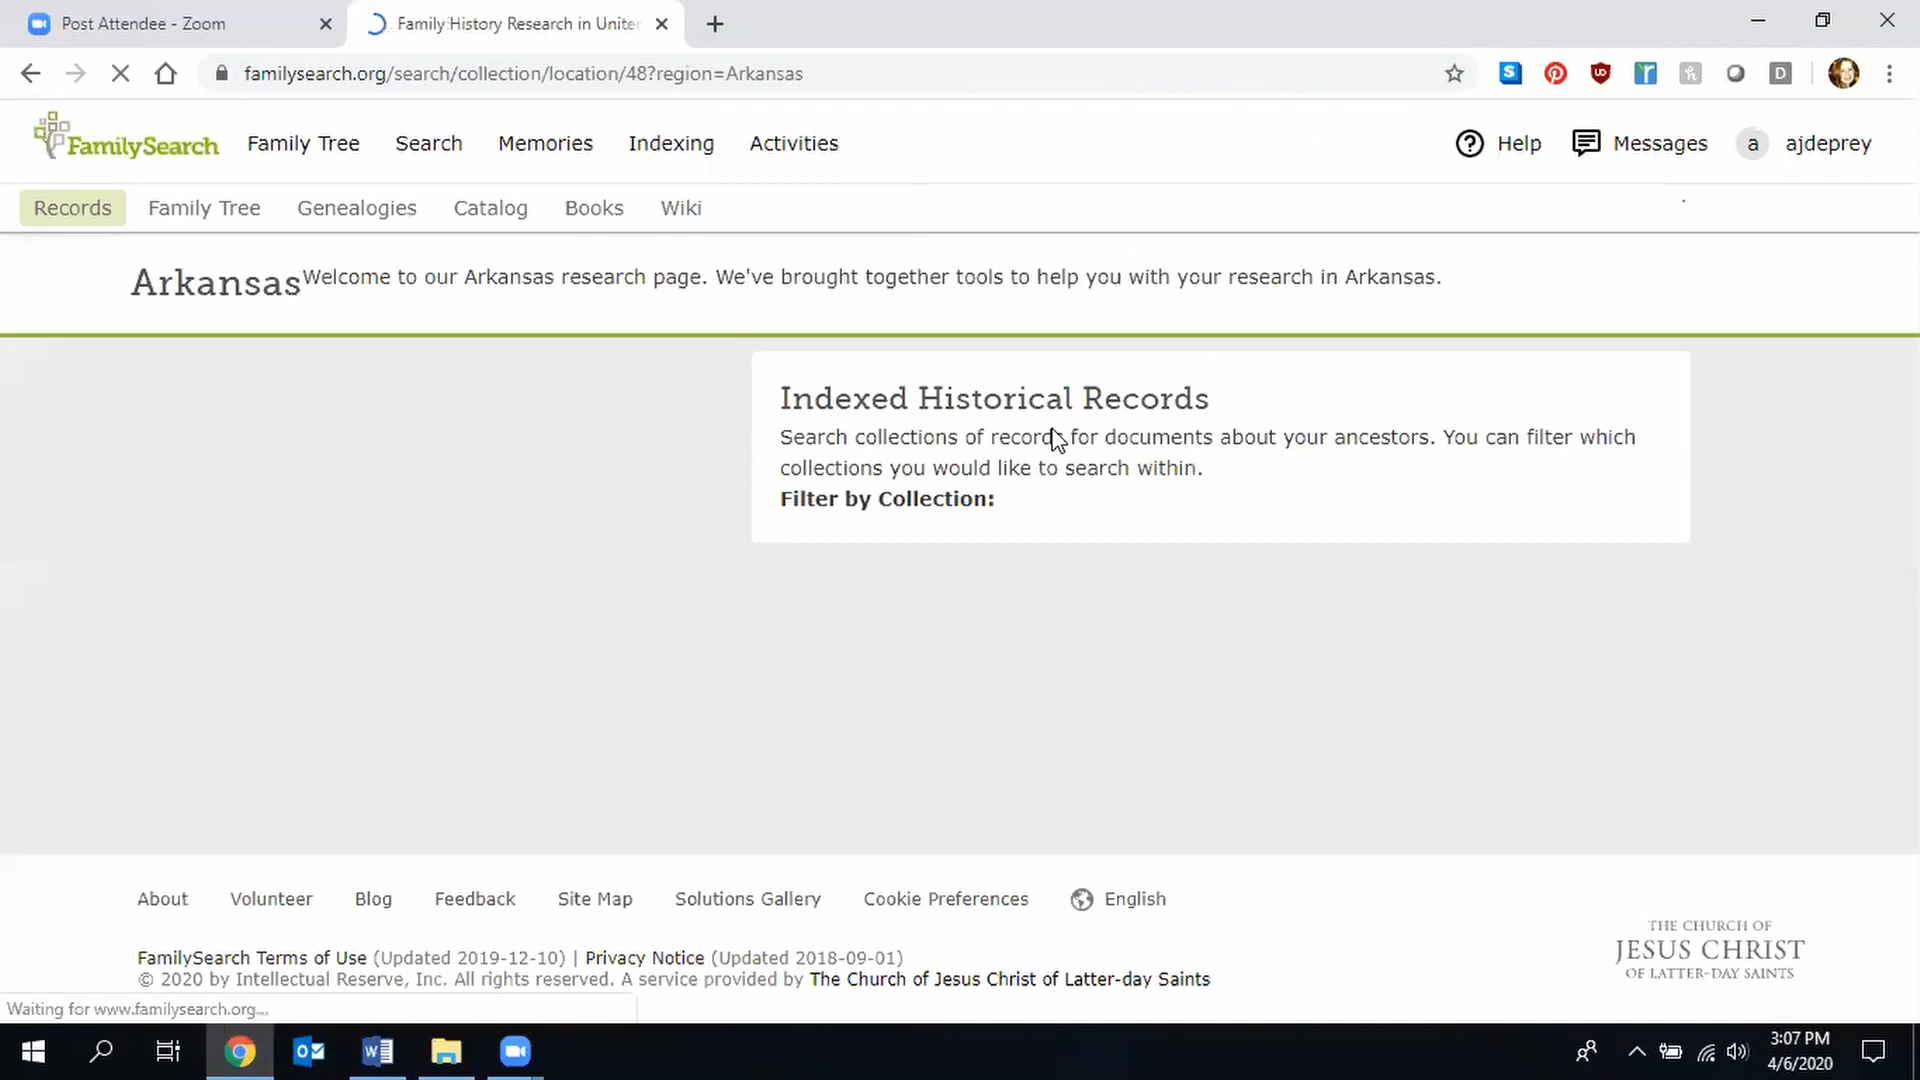 Post Attendee - Zoom
Family History Research in Unite
familysearch.org/search/collection/location/48?region=Arkansas
FamilySearch Family Tree Search Memories Indexing Activities Help Messages a ajdeprey
Records Family Tree Genealogies Catalog Books Wiki
Arkansas Welcome to our Arkansas research page. We've brought together tools to help you with your research in Arkansas.
Indexed Historical Records
Search collections of records for documents about your ancestors. You can filter which
collections you would like to search within.
Filter by Collection:
About Volunteer Blog Feedback Site Map Solutions Gallery Cookie Preferences English
FamilySearch Terms of Use (Updated 2019-12-10) | Privacy Notice (Updated 2018-09-01)
© 2020 by Intellectual Reserve, Inc. All rights reserved. A service provided by The Church of Jesus Christ of Latter-day Saints
THE CHURCH OF
JESUS CHRIST
OF LATTER-DAY SAINTS
Waiting for www.familysearch.org...
3:07 PM
4/6/2020